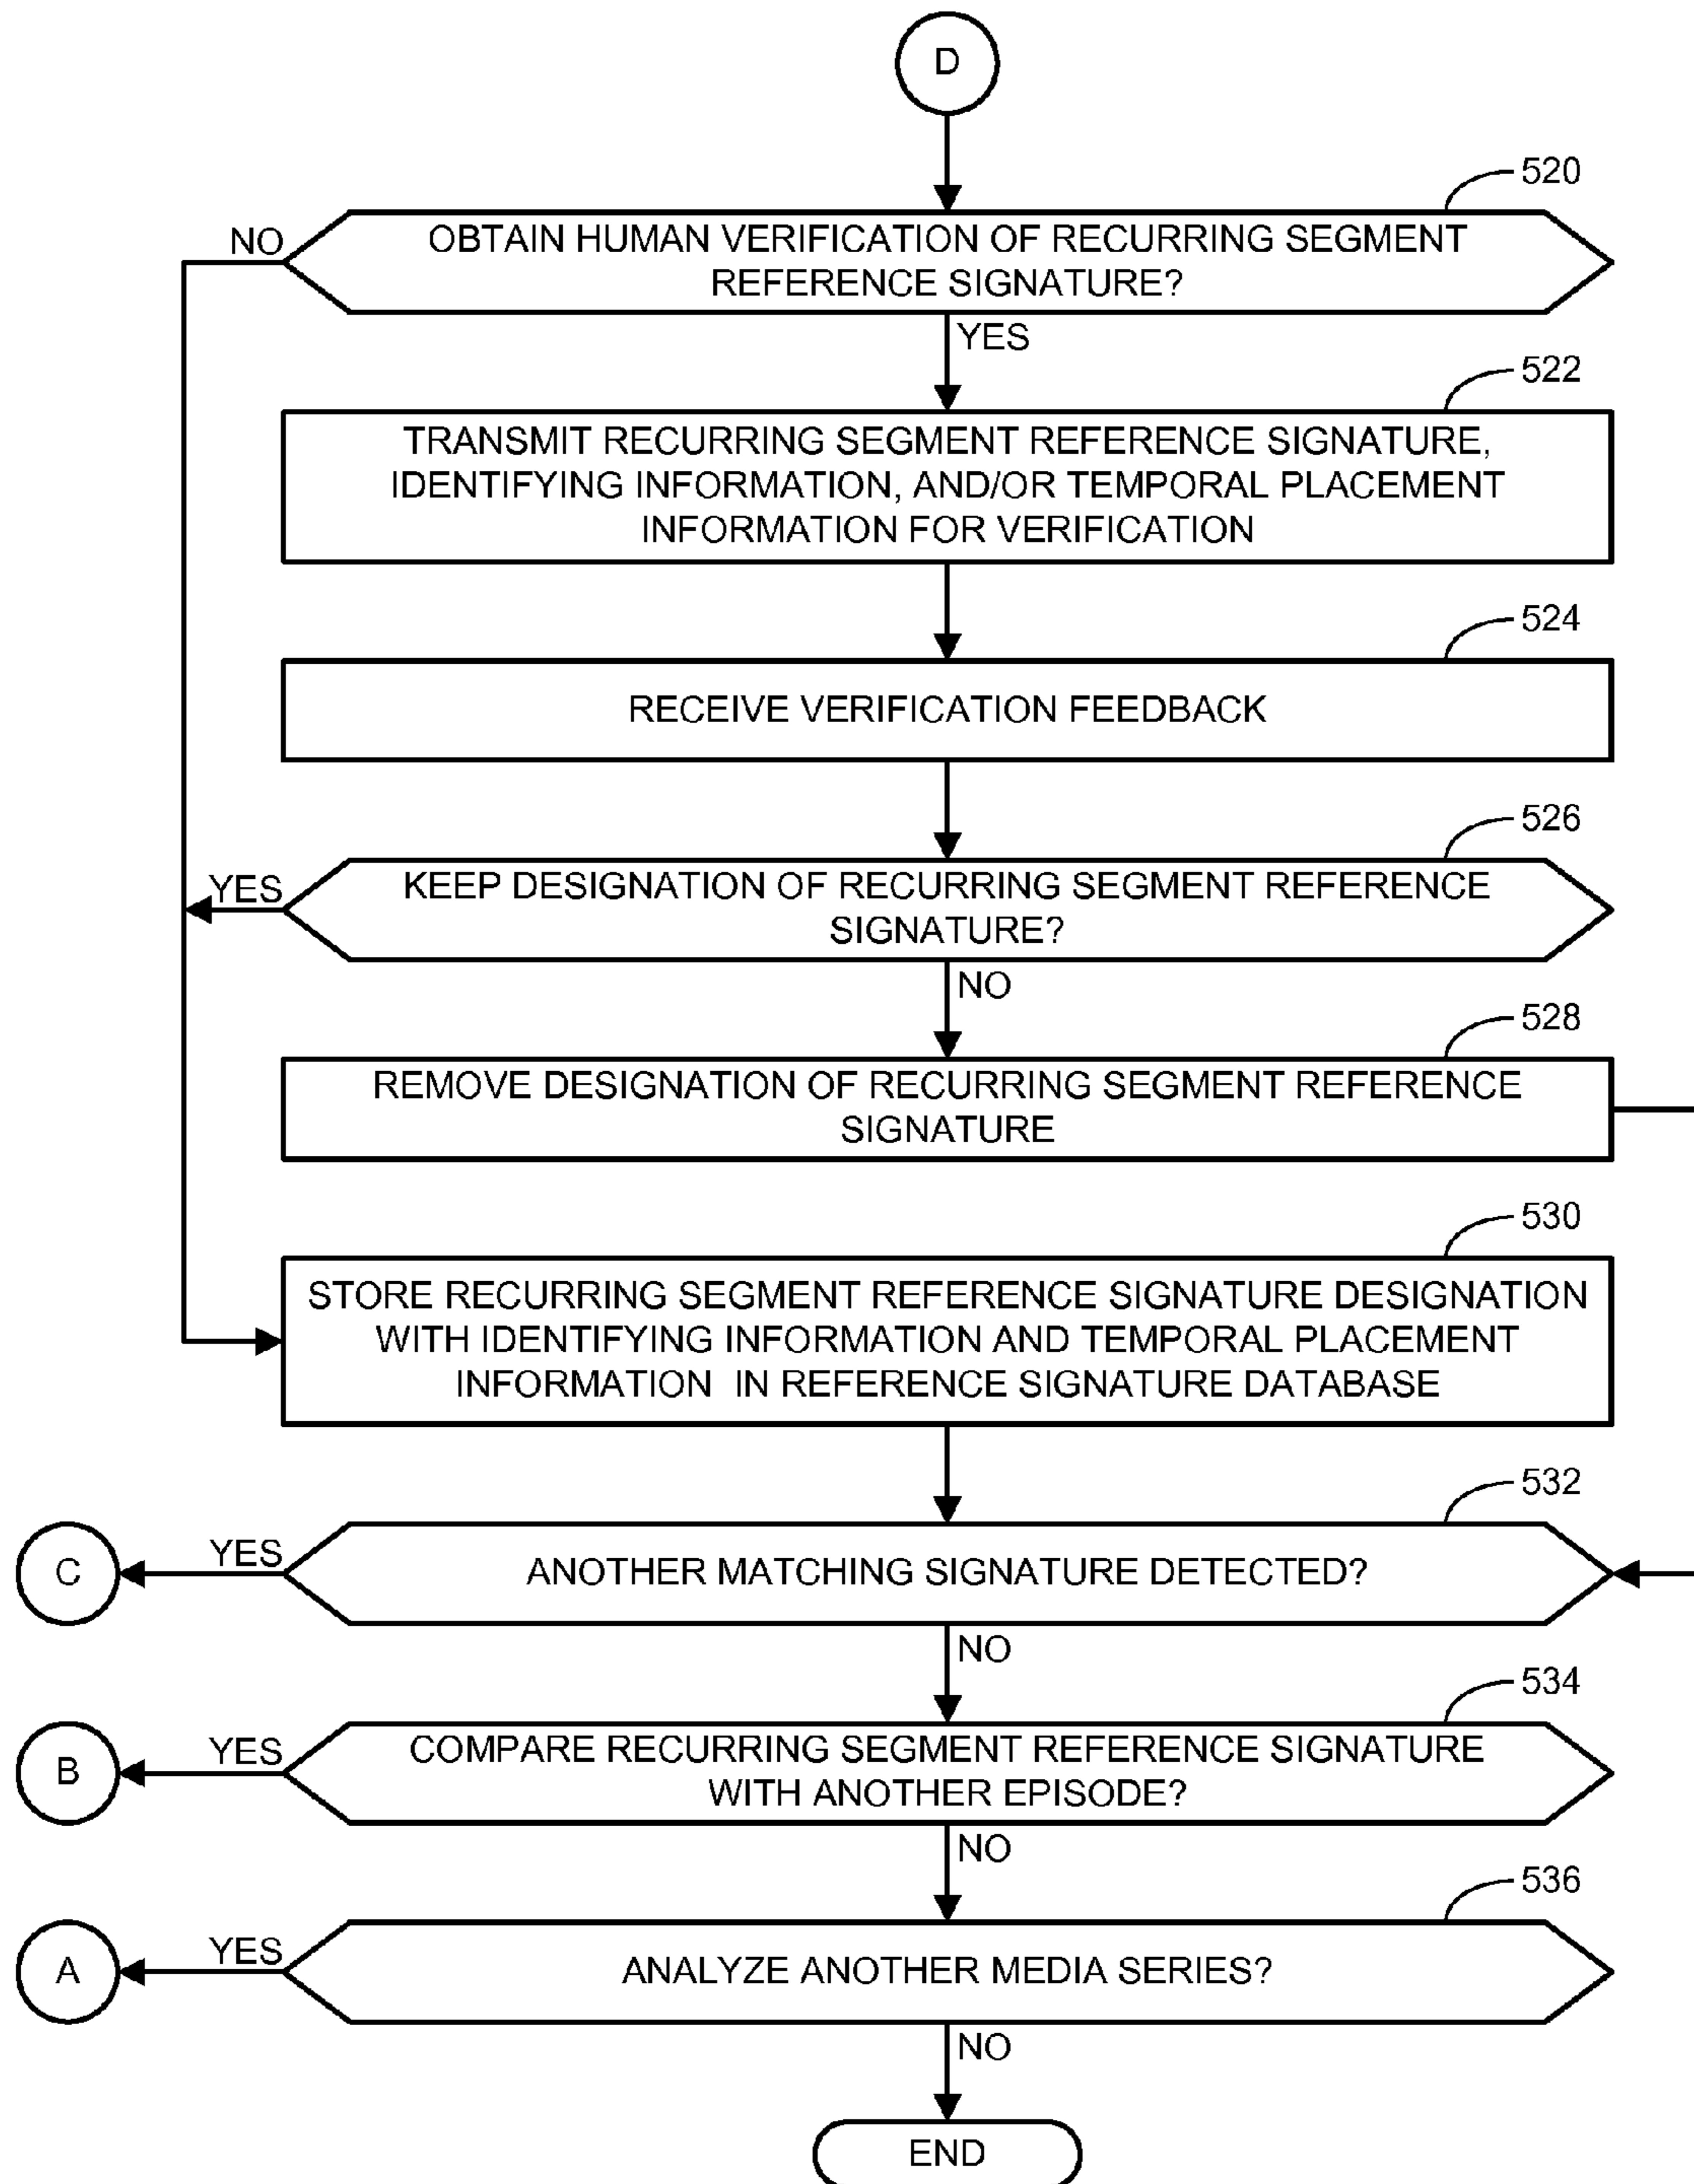 D
520
NO
OBTAIN HUMAN VERIFICATION OF RECURRING SEGMENT
REFERENCE SIGNATURE?
YES
522
TRANSMIT RECURRING SEGMENT REFERENCE SIGNATURE,
IDENTIFYING INFORMATION, AND/OR TEMPORAL PLACEMENT
INFORMATION FOR VERIFICATION
524
RECEIVE VERIFICATION FEEDBACK
526
YES
KEEP DESIGNATION OF RECURRING SEGMENT REFERENCE
SIGNATURE?
NO
528
REMOVE DESIGNATION OF RECURRING SEGMENT REFERENCE
SIGNATURE
530
STORE RECURRING SEGMENT REFERENCE SIGNATURE DESIGNATION
WITH IDENTIFYING INFORMATION AND TEMPORAL PLACEMENT
INFORMATION IN REFERENCE SIGNATURE DATABASE
532
C
YES
ANOTHER MATCHING SIGNATURE DETECTED?
NO
534
B
YES
COMPARE RECURRING SEGMENT REFERENCE SIGNATURE
WITH ANOTHER EPISODE?
NO
536
A
YES
ANALYZE ANOTHER MEDIA SERIES?
NO
END